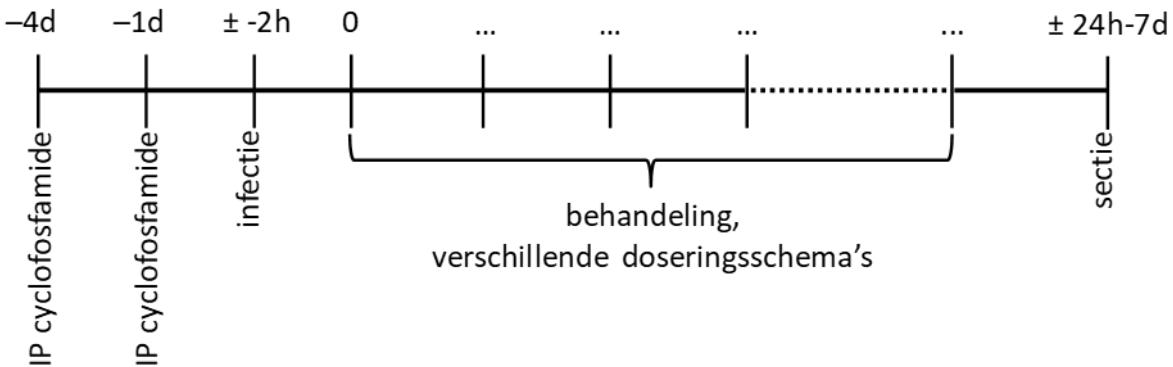 –4d –1d ± -2h 0 ... ... ... ... ± 24h-7d
IP cyclofosfamide
IP cyclofosfamide
infectie
sectie
behandeling,
verschillende doseringsschema's